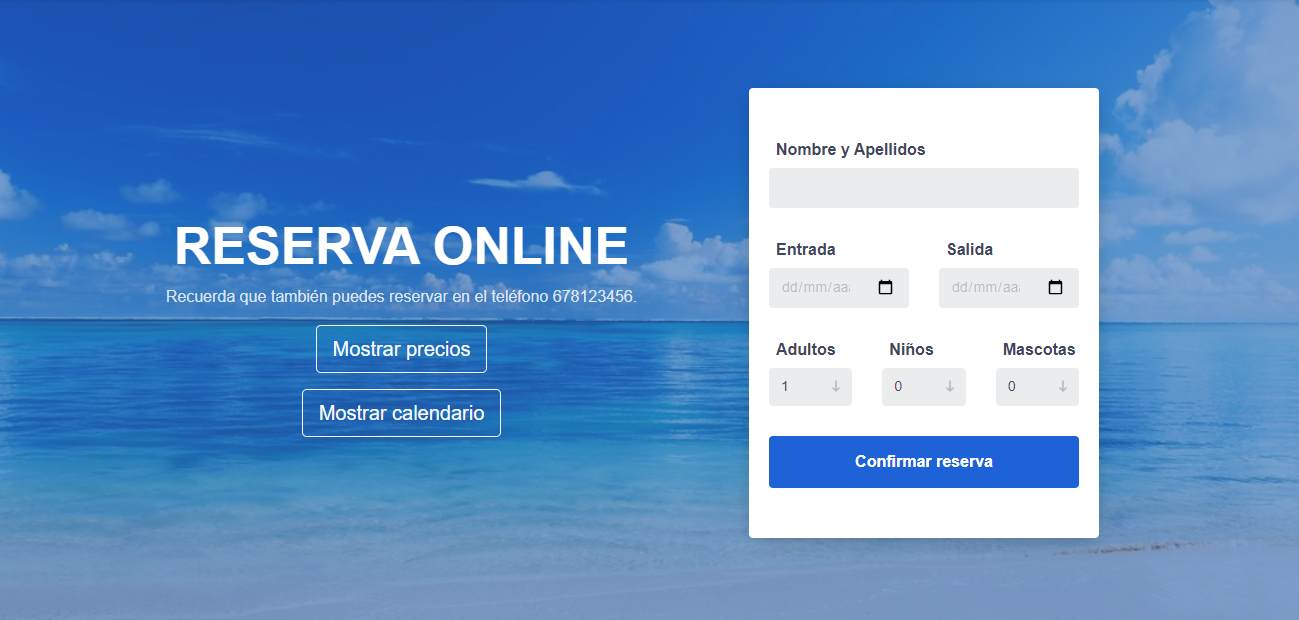 RESERVA ONLINE
Recuerda que también puedes reservar en el teléfono 678123456.
Mostrar precios
Mostrar calendario
Nombre y Apellidos
Entrada Salida
dd/mm/aa dd/mm/aa
Adultos Niños Mascotas
1 0 0
Confirmar reserva